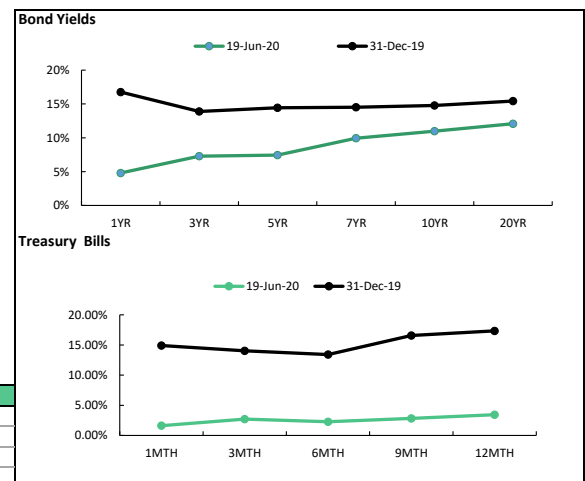 Bond Yields
19-Jun-20 31-Dec-19
20%
15%
10%
5%
0%
1YR 3YR 5YR 7YR 10YR 20YR
Treasury Bills
19-Jun-20 31-Dec-19
20.00%
15.00%
10.00%
5.00%
0.00%
1MTH 3MTH 6MTH 9MTH 12MTH